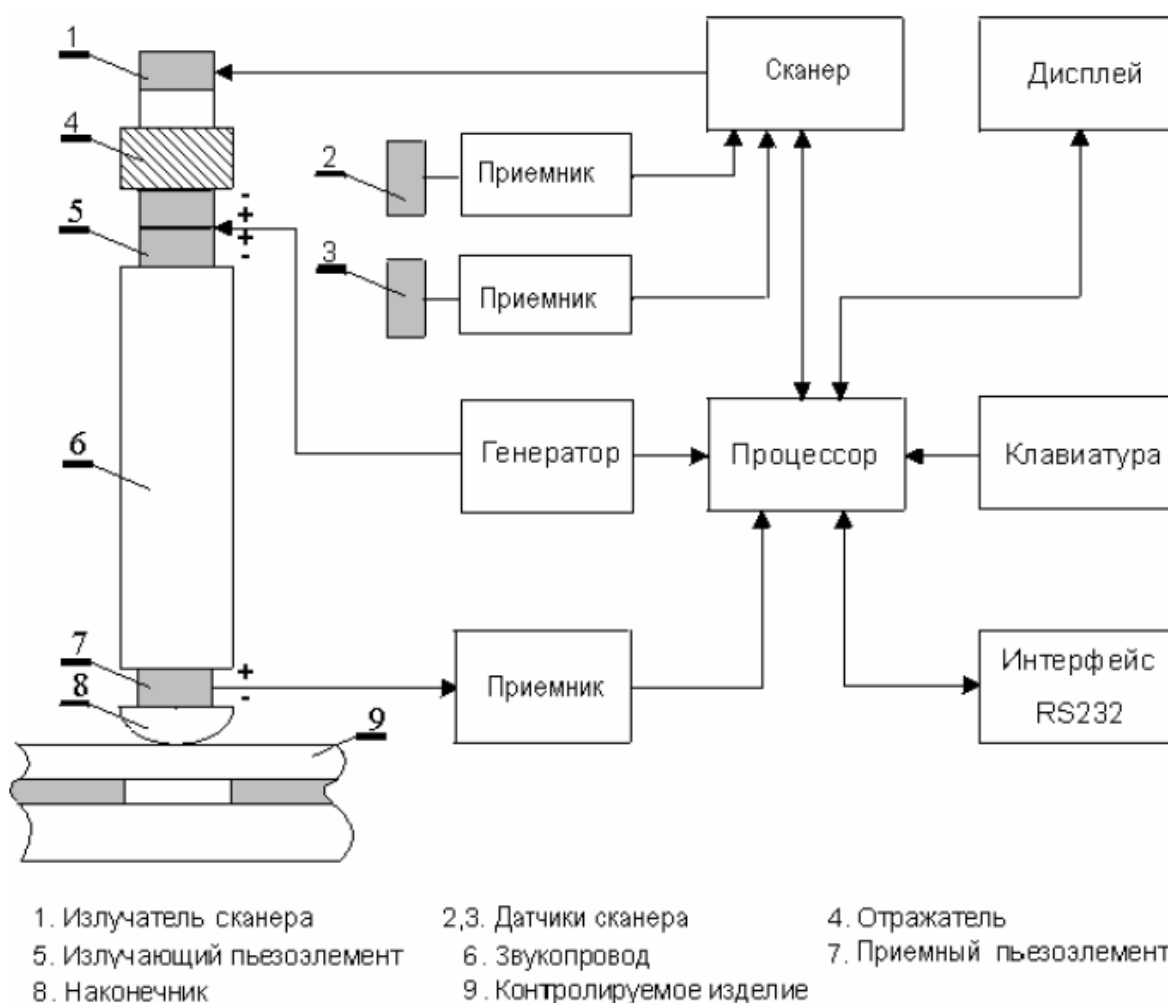 1
Сканер
Дисплей
4
2
Приемник
-
+
5
+
-
3
Приемник
6
Генератор
Процессор
Клавиатура
7
+
8
-
Приемник
Интерфейс
RS232
9
1. Излучатель сканера
2,3. Датчики сканера
4. Отражатель
5. Излучающий пьезоэлемент
6. Звукопровод
7. Приемный пьезоэлемент
8. Наконечник
9. Контролируемое изделие